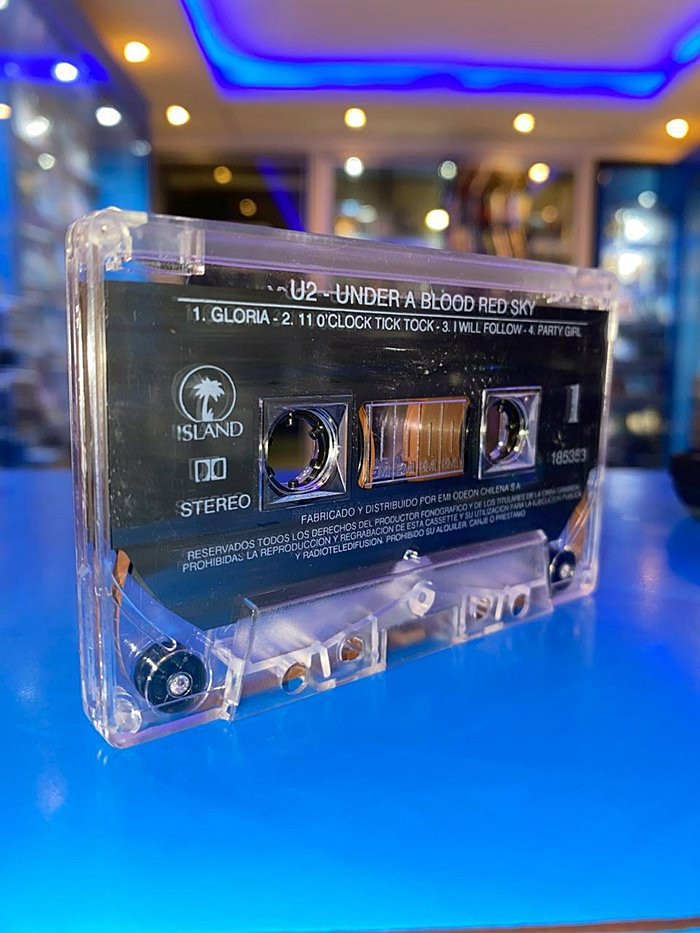 U2 - UNDER A BLOOD RED SKY
1. GLORIA - 2. 11 O'CLOCK TICK TOCK - 3. I WILL FOLLOW - 4. PARTY GIRL
ISLAND
1
185353
STEREO
FABRICADO Y DISTRIBUIDO POR EMI ODEON CHILENA S A
RESERVADOS TODOS LOS DERECHOS DEL PRODUCTOR FONOGRAFICO Y DE LOS TITULARES DE LA OBRA GRABADA
PROHIBIDAS LA REPRODUCCION Y REGRABACION DE ESTA CASSETTE Y SU UTILIZACION PARA LA EJECUCION PUBLICA
Y RADIOTELEDIFUSION. PROHIBIDO SU ALQUILER. CANJE O PRESTAMO